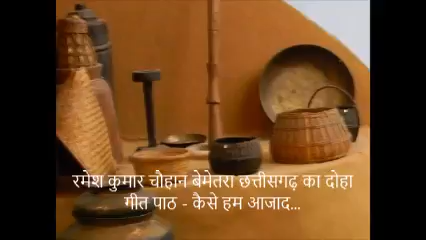 रमेश कुमार चौहान बेमेतरा छत्तीसगढ़ का दोहा
गीत पाठ - कैसे हम आजाद...